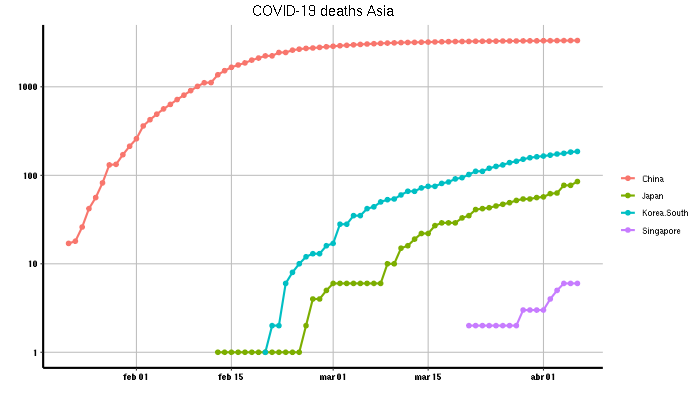 COVID-19 deaths Asia
1000
100
10
1
feb 01
feb 15
mar 01
mar 15
abr 01
China
Japan
Korea.South
Singapore